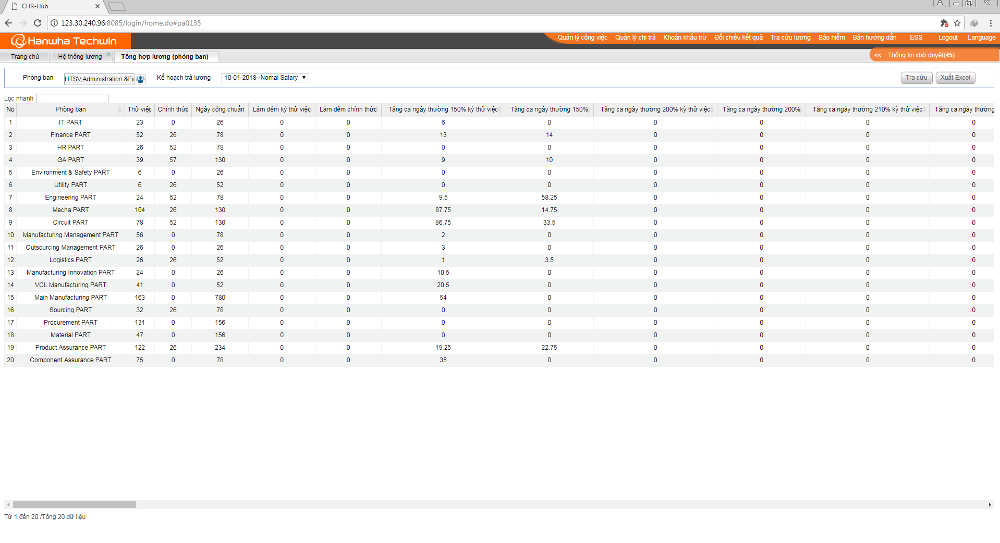 CHR-Hub
123.30.240.96:8085/login/home.do#pa0135
Hanwha Techwin
Quản lý công việc Quản lý chi trả Khoản khấu trừ Đối chiếu kết quả Tra cứu lương Bảo hiểm Bản hướng dẫn ESS Logout Language
Trang chủ Hệ thống lương Tổng hợp lương (phòng ban) << Thông tin chờ duyệt(45)
Phòng ban HTSV,Administration &Fi Kế hoạch trả lương 10-01-2018--Nomal Salary Tra cứu Xuất Excel
Lọc nhanh
No Phòng ban Thử việc Chính thức Ngày công chuẩn Làm đêm kỳ thử việc Làm đêm chính thức Tăng ca ngày thường 150% kỳ thử việc Tăng ca ngày thường 150% Tăng ca ngày thường 200% kỳ thử việc Tăng ca ngày thường 200% Tăng ca ngày thường 210% kỳ thử việc Tăng ca ngày thường
1 IT PART 23 0 26 0 0 6 0 0 0 0 0
2 Finance PART 52 26 78 0 0 13 14 0 0 0 0
3 HR PART 26 52 78 0 0 0 0 0 0 0 0
4 GA PART 39 57 130 0 0 9 10 0 0 0 0
5 Environment & Safety PART 6 0 26 0 0 0 0 0 0 0 0
6 Utility PART 6 26 52 0 0 0 0 0 0 0 0
7 Engineering PART 24 52 78 0 0 9.5 58.25 0 0 0 0
8 Mecha PART 104 26 130 0 0 87.75 14.75 0 0 0 0
9 Circuit PART 78 52 130 0 0 86.75 33.5 0 0 0 0
10 Manufacturing Management PART 56 0 78 0 0 2 0 0 0 0 0
11 Outsourcing Management PART 26 0 26 0 0 3 0 0 0 0 0
12 Logistics PART 26 26 52 0 0 1 3.5 0 0 0 0
13 Manufacturing Innovation PART 24 0 26 0 0 10.5 0 0 0 0 0
14 VCL Manufacturing PART 41 0 52 0 0 20.5 0 0 0 0 0
15 Main Manufacturing PART 163 0 780 0 0 54 0 0 0 0 0
16 Sourcing PART 32 26 78 0 0 0 0 0 0 0 0
17 Procurement PART 131 0 156 0 0 0 0 0 0 0 0
18 Material PART 47 0 156 0 0 0 0 0 0 0 0
19 Product Assurance PART 122 26 234 0 0 19.25 22.75 0 0 0 0
20 Component Assurance PART 75 0 78 0 0 35 0 0 0 0 0
Từ 1 đến 20 /Tổng 20 dữ liệu